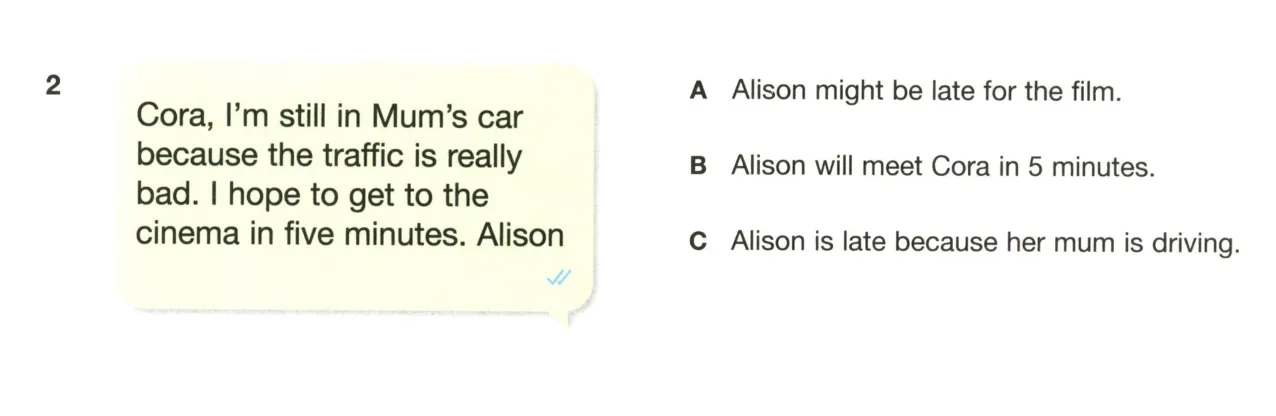 2
Cora, I'm still in Mum's car
because the traffic is really
bad. I hope to get to the
cinema in five minutes. Alison
A Alison might be late for the film.
B Alison will meet Cora in 5 minutes.
C Alison is late because her mum is driving.